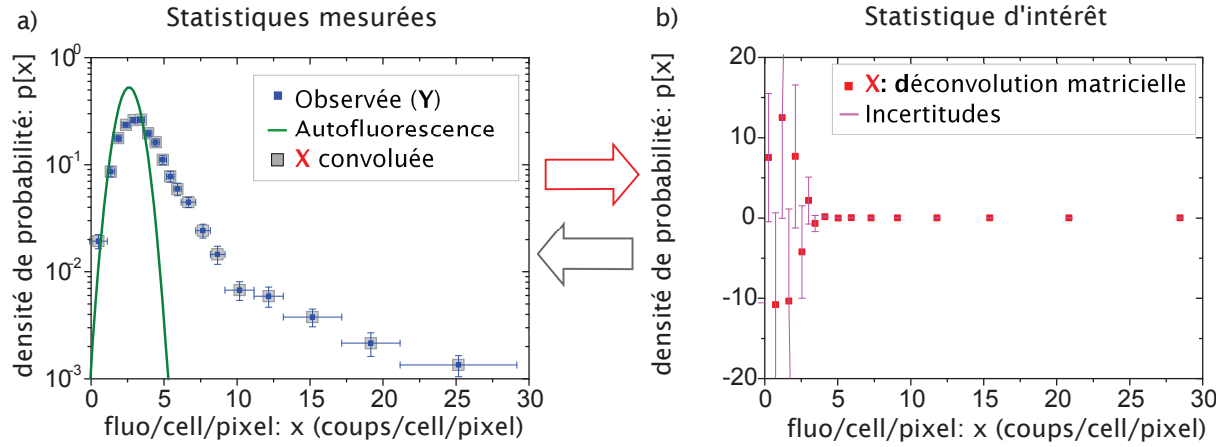 a)
Statistiques mesurées
densité de probabilité: p[x]
10^0
10^-1
10^-2
10^-3
Observée (Y)
Autofluorescence
X convoluée
0 5 10 15 20 25 30
fluo/cell/pixel: x (coups/cell/pixel)
b)
Statistique d'intérêt
densité de probabilité: p[x]
20
10
0
-10
-20
X: déconvolution matricielle
Incertitudes
0 5 10 15 20 25 30
fluo/cell/pixel: x (coups/cell/pixel)